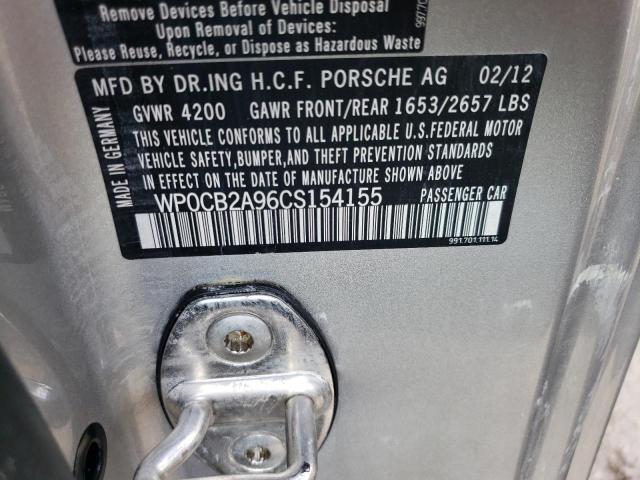 Remove Devices Before Vehicle Disposal
Upon Removal of Devices:
Please Reuse, Recycle, or Dispose as Hazardous Waste
MFD BY DR.ING H.C.F. PORSCHE AG 02/12
GVWR 4200 GAWR FRONT/REAR 1653/2657 LBS
THIS VEHICLE CONFORMS TO ALL APPLICABLE U.S.FEDERAL MOTOR
VEHICLE SAFETY,BUMPER,AND THEFT PREVENTION STANDARDS
IN EFFECT ON THE DATE OF MANUFACTURE SHOWN ABOVE
WP0CB2A96CS154155 PASSENGER CAR
MADE IN GERMANY
991.701.111.14